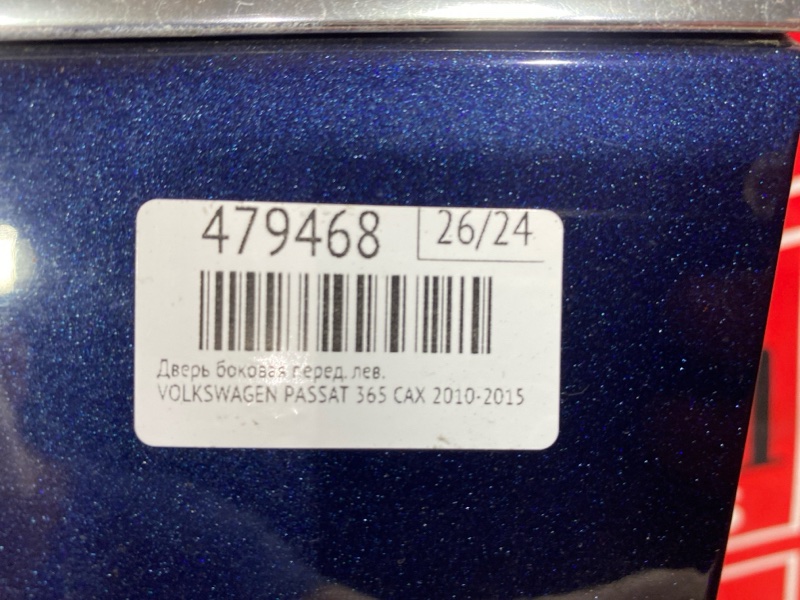 479468 26/24
Дверь боковая перед. лев.
VOLKSWAGEN PASSAT 365 CAX 2010-2015